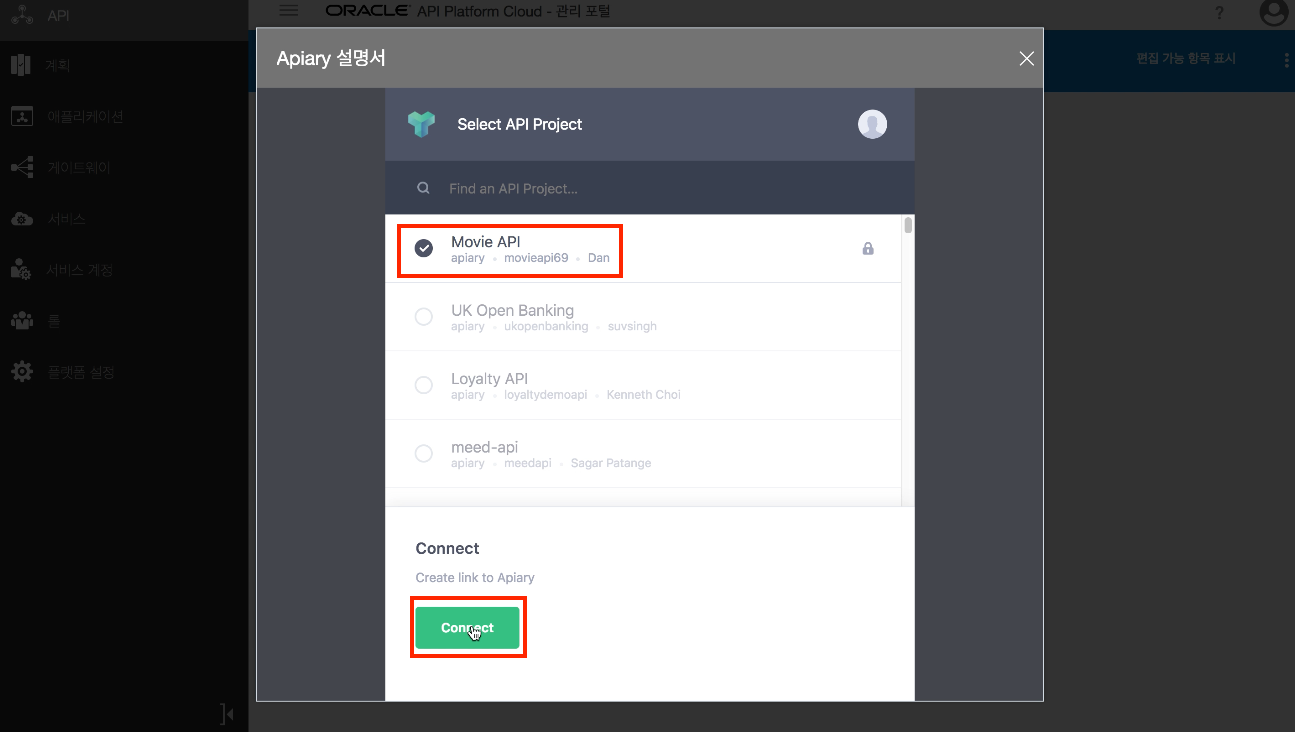 API
ORACLE® API Platform Cloud - 관리 포털
?
계획
애플리케이션
게이트웨이
서비스
서비스 계정
롤
플랫폼 설정
편집 가능 항목 표시
Apiary 설명서
Select API Project
Find an API Project...
Movie API
apiary • movieapi69 • Dan
UK Open Banking
apiary • ukopenbanking • suvsingh
Loyalty API
apiary • loyaltydemoapi • Kenneth Choi
meed-api
apiary • meedapi • Sagar Patange
Connect
Create link to Apiary
Connect